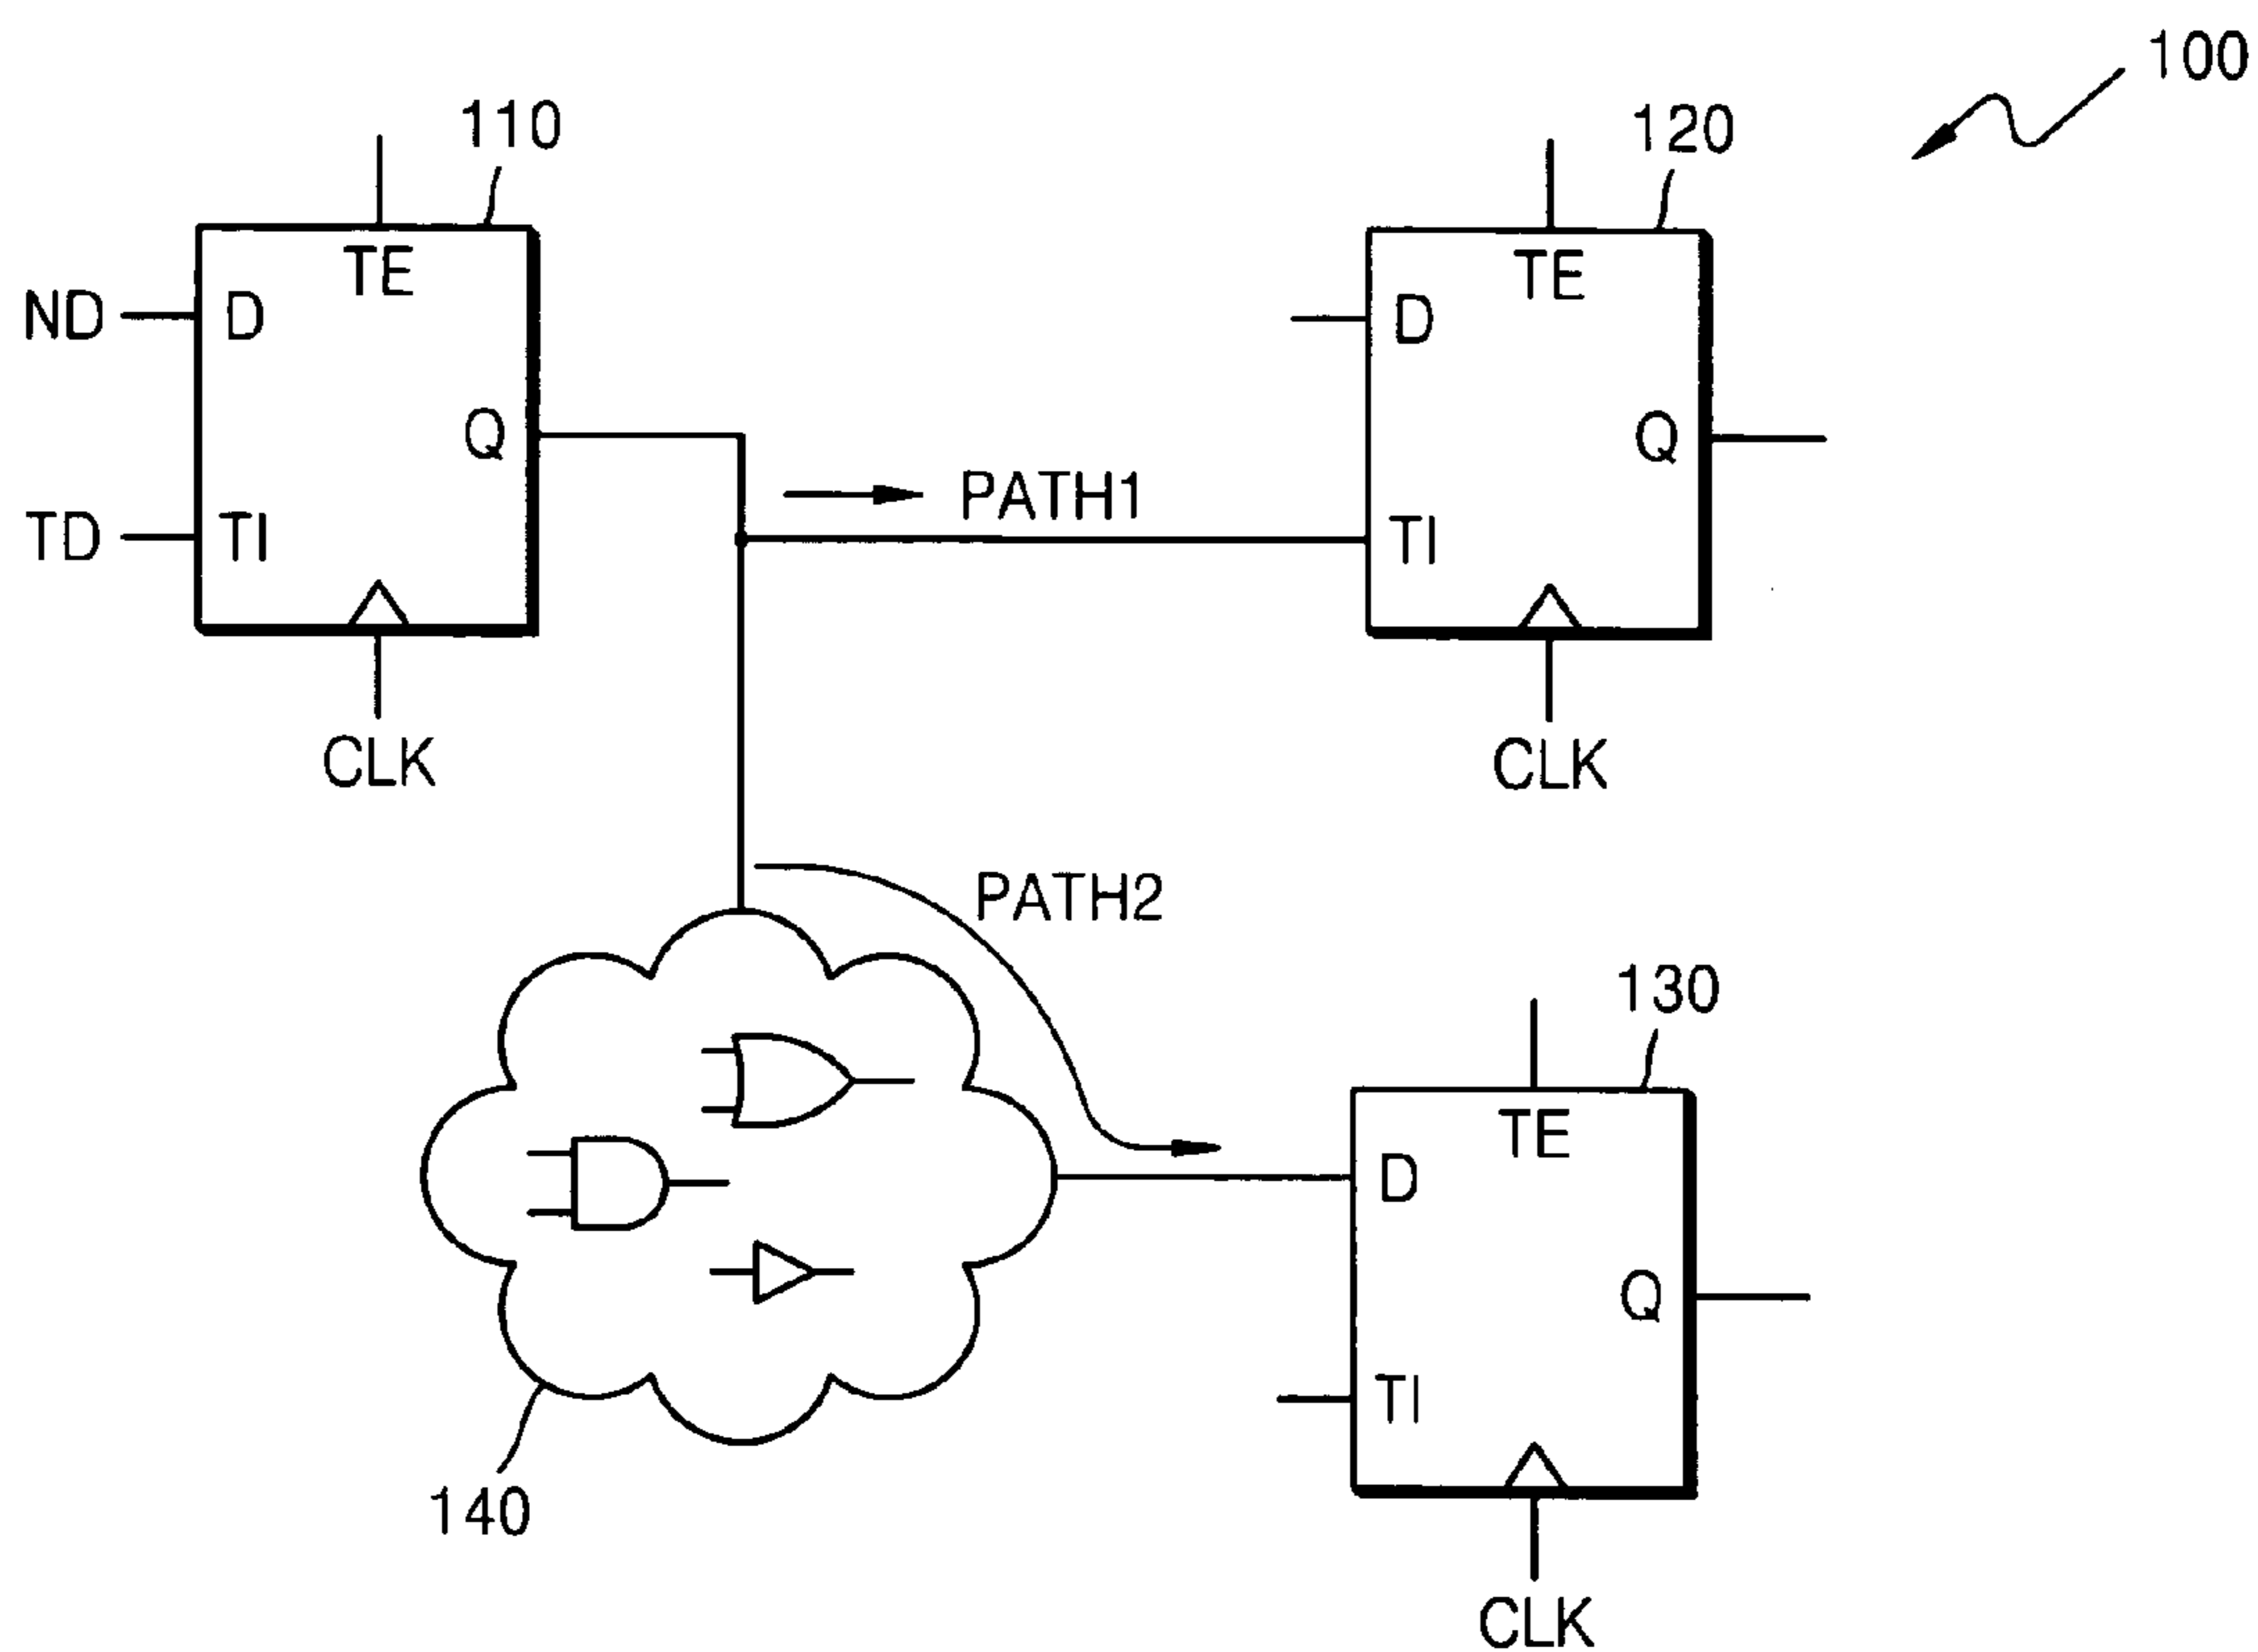 100
110
120
TE
TE
ND
D
D
Q
Q
PATH1
TD
TI
TI
CLK
CLK
PATH2
130
TE
D
Q
TI
140
CLK